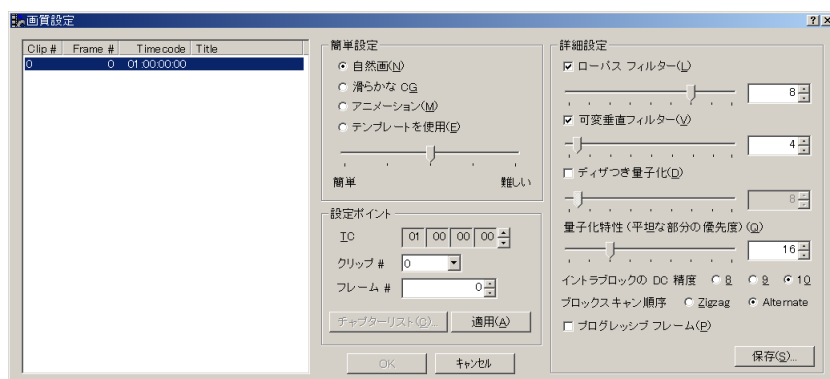 画質設定
Clip # Frame # Timecode Title
0 0 01:00:00:00
簡単設定
自然画(N)
滑らかな CG
アニメーション(M)
テンプレートを使用(E)
簡単 難しい
設定ポイント
TC 01 00 00 00
クリップ # 0
フレーム # 0
チャプターリスト(C)... 適用(A)
OK キャンセル
詳細設定
ローパス フィルター(L)
8
可変垂直フィルター(V)
4
ディザつき量子化(D)
8
量子化特性 (平坦な部分の優先度) (Q)
16
イントラブロックの DC 精度 8 9 10
ブロックスキャン順序 Zigzag Alternate
プログレッシブ フレーム(P)
保存(S)...